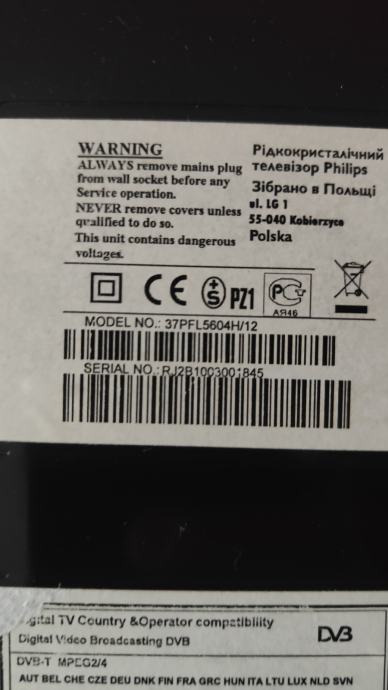 WARNING
ALWAYS remove mains plug
from wall socket before any
Service operation.
NEVER remove covers unless
qualified to do so.
This unit contains dangerous
voltages.
Рідкокристалічний
телевізор Philips
Зібрано в Польщі
ul. LG 1
55-040 Kobierzyce
Polska
CE
S
PZ1
РС
АЯ46
MODEL NO.: 37PFL5604H/12
SERIAL NO.: RJ2B1003001845
Digital TV Country &Operator compatibility
Digital Video Broadcasting DVB
DVB
DVB-T MPEG2/4
AUT BEL CHE CZE DEU DNK FIN FRA GRC HUN ITA LTU LUX NLD SVN